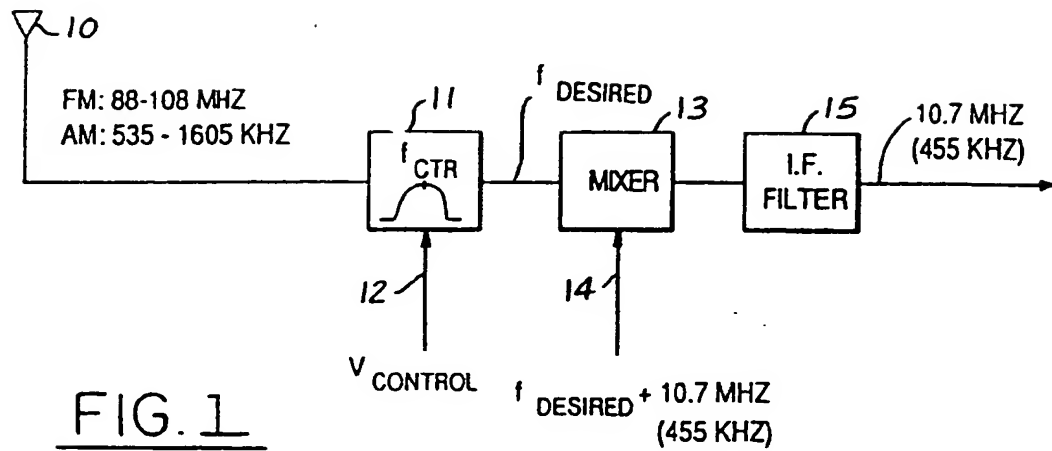 10
FM: 88-108 MHZ
AM: 535 - 1605 KHZ
11
f CTR
12
V CONTROL
f DESIRED
13
MIXER
14
f DESIRED + 10.7 MHZ
(455 KHZ)
15
I.F.
FILTER
10.7 MHZ
(455 KHZ)
FIG. 1